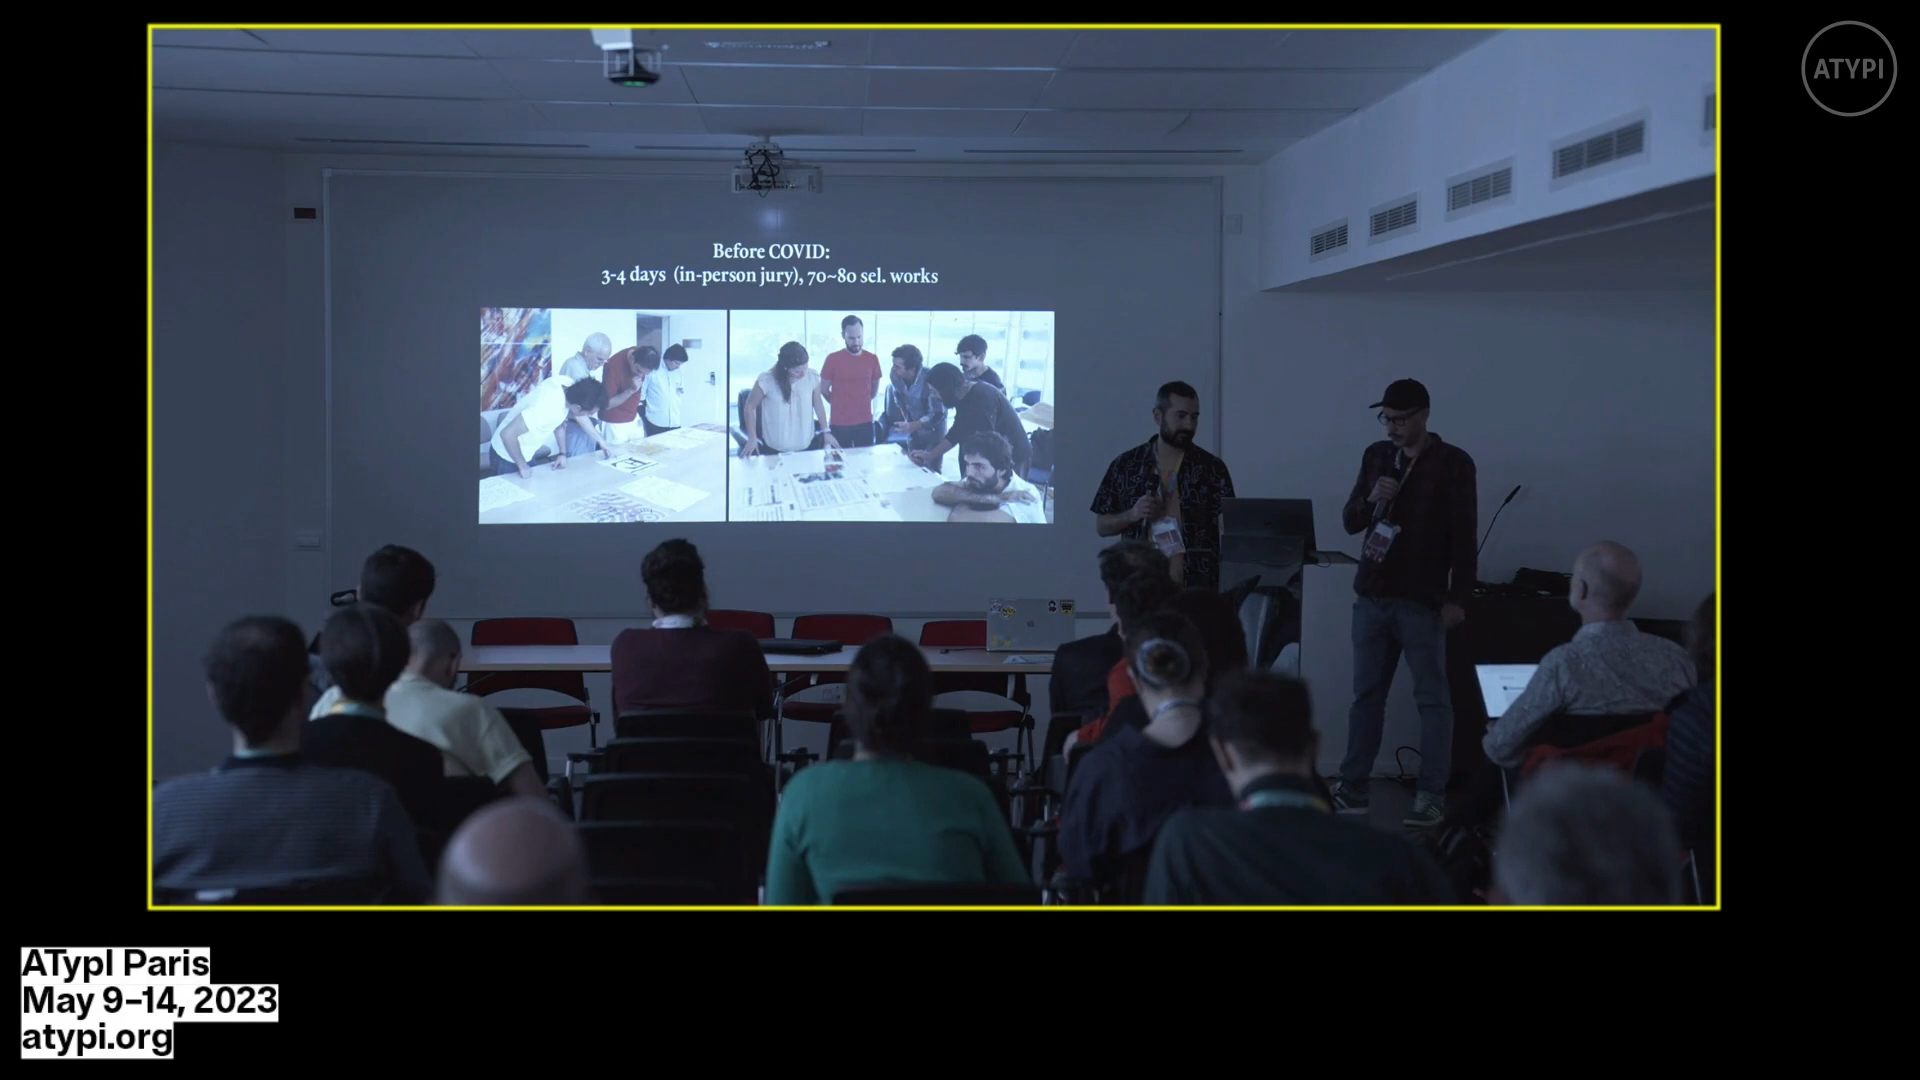 ATYPI
Before COVID:
3-4 days (in-person jury), 70~80 sel. works
ATypI Paris
May 9–14, 2023
atypi.org